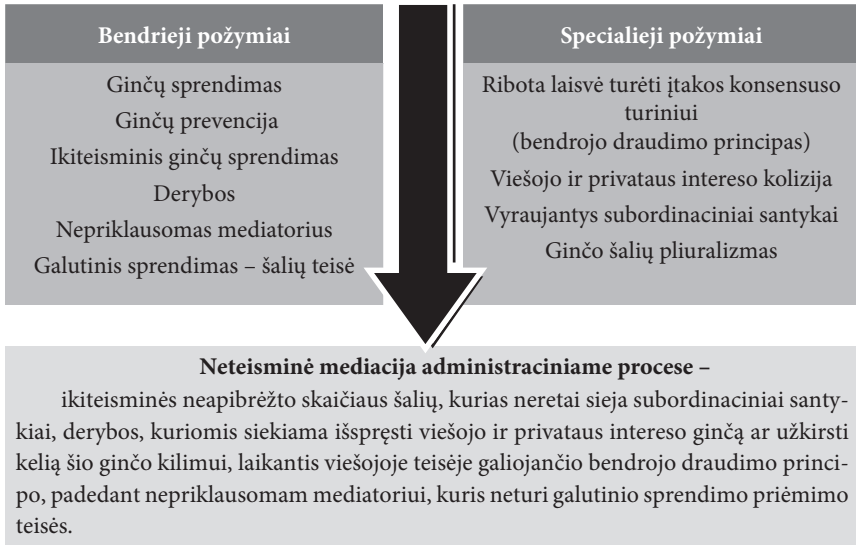 Bendrieji požymiai
Ginčų sprendimas
Ginčų prevencija
Ikiteisminis ginčų sprendimas
Derybos
Nepriklausomas mediatorius
Galutinis sprendimas – šalių teisė
Specialieji požymiai
Ribota laisvė turėti įtakos konsensuso
turiniui
(bendrojo draudimo principas)
Viešojo ir privataus intereso kolizija
Vyraujantys subordinaciniai santykai
Ginčo šalių pliuralizmas
Neteisminė mediacija administraciniame procese –
ikiteisminės neapibrėžto skaičiaus šalių, kurias neretai sieja subordinaciniai santy-
kiai, derybos, kuriomis siekiama išspręsti viešojo ir privataus intereso ginčą ar užkirsti
kelią šio ginčo kilimui, laikantis viešojoje teisėje galiojančio bendrojo draudimo princi-
po, padedant nepriklausomam mediatoriui, kuris neturi galutinio sprendimo priėmimo
teisės.